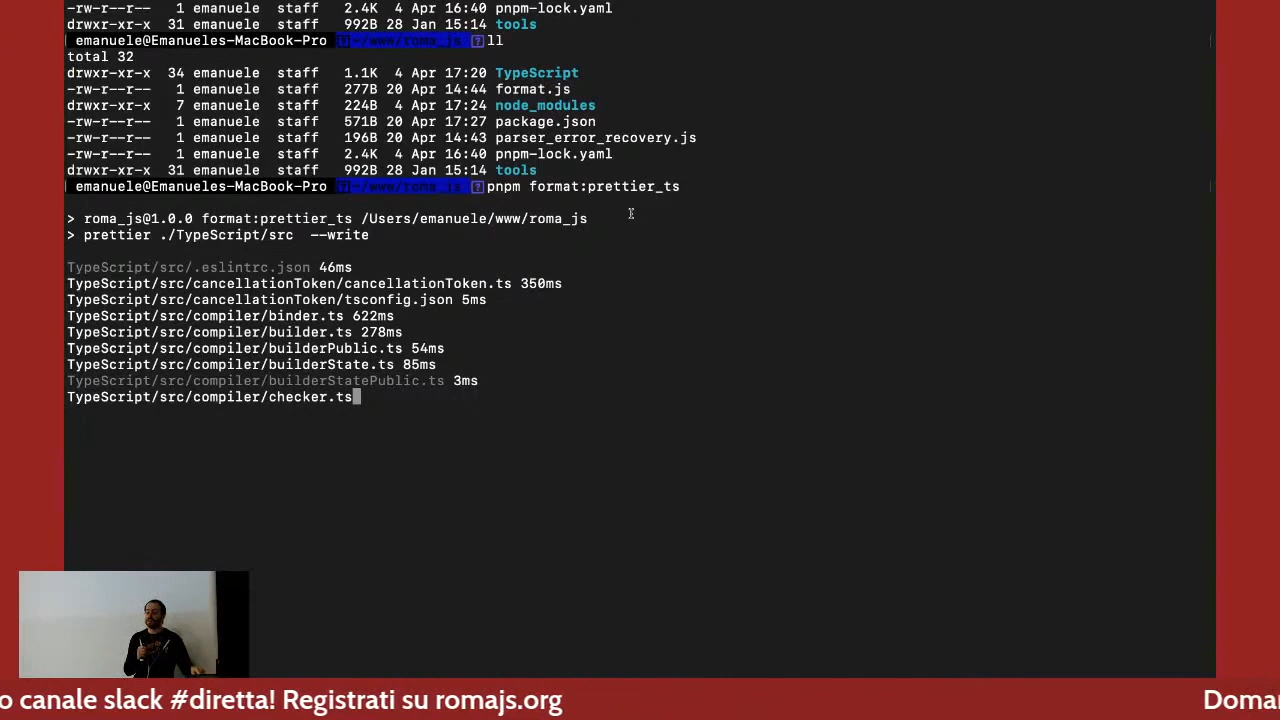 -rw-r--r-- 1 emanuele staff 2.4K 4 Apr 16:40 pnpm-lock.yaml
drwxr-xr-x 31 emanuele staff 992B 28 Jan 15:14 tools
emanuele@Emanueles-MacBook-Pro ~/www/roma_js ll
total 32
drwxr-xr-x 34 emanuele staff 1.1K 4 Apr 17:20 TypeScript
-rw-r--r-- 1 emanuele staff 277B 20 Apr 14:44 format.js
drwxr-xr-x 7 emanuele staff 224B 4 Apr 17:24 node_modules
-rw-r--r-- 1 emanuele staff 571B 20 Apr 17:27 package.json
-rw-r--r-- 1 emanuele staff 196B 20 Apr 14:43 parser_error_recovery.js
-rw-r--r-- 1 emanuele staff 2.4K 4 Apr 16:40 pnpm-lock.yaml
drwxr-xr-x 31 emanuele staff 992B 28 Jan 15:14 tools
emanuele@Emanueles-MacBook-Pro ~/www/roma_js pnpm format:prettier_ts
> roma_js@1.0.0 format:prettier_ts /Users/emanuele/www/roma_js
> prettier ./TypeScript/src --write
TypeScript/src/.eslintrc.json 46ms
TypeScript/src/cancellationToken/cancellationToken.ts 350ms
TypeScript/src/cancellationToken/tsconfig.json 5ms
TypeScript/src/compiler/binder.ts 622ms
TypeScript/src/compiler/builder.ts 278ms
TypeScript/src/compiler/builderPublic.ts 54ms
TypeScript/src/compiler/builderState.ts 85ms
TypeScript/src/compiler/builderStatePublic.ts 3ms
TypeScript/src/compiler/checker.ts
o canale slack #diretta! Registrati su romajs.org Doma